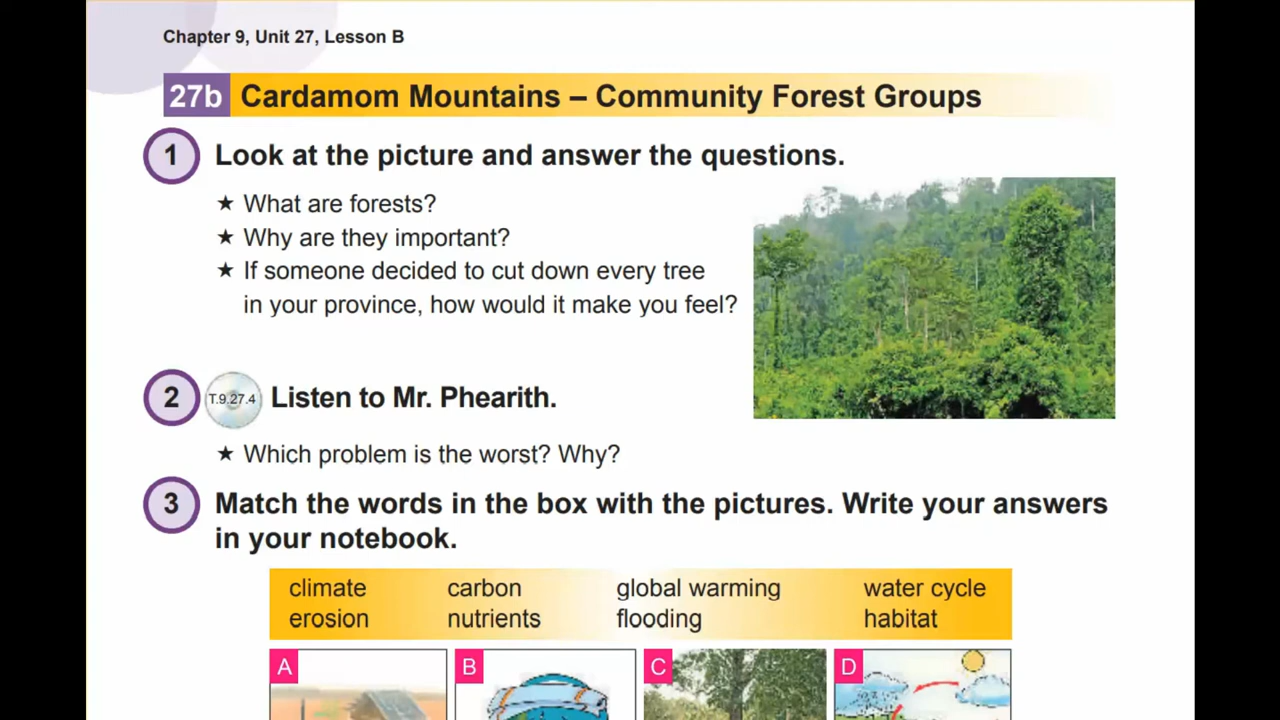 Chapter 9, Unit 27, Lesson B
27b Cardamom Mountains – Community Forest Groups
1 Look at the picture and answer the questions.
★ What are forests?
★ Why are they important?
★ If someone decided to cut down every tree
in your province, how would it make you feel?
2 T.9.27.4 Listen to Mr. Phearith.
★ Which problem is the worst? Why?
3 Match the words in the box with the pictures. Write your answers
in your notebook.
climate carbon global warming water cycle
erosion nutrients flooding habitat
A B C D